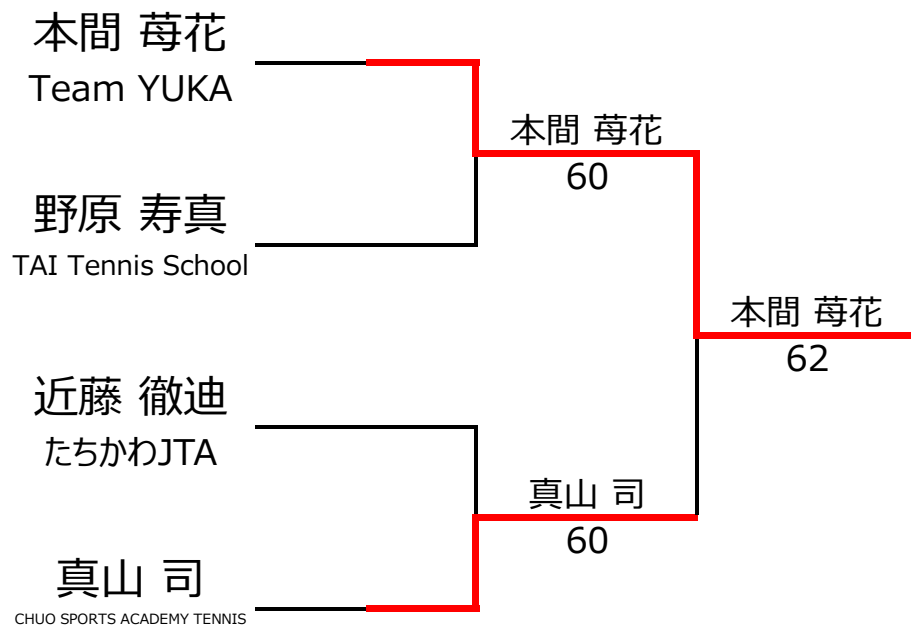 本間 苺花
Team YUKA
野原 寿真
TAI Tennis School
近藤 徹迪
たちかわJTA
真山 司
CHUO SPORTS ACADEMY TENNIS
本間 苺花
60
真山 司
60
本間 苺花
62